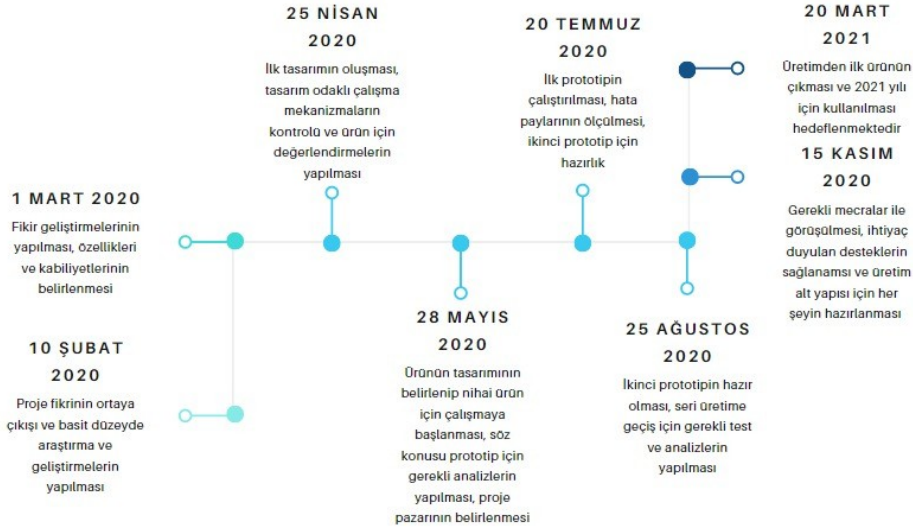 10 ŞUBAT
2020
Proje fikrinin ortaya
çıkışı ve basit düzeyde
araştırma ve
geliştirmelerin
yapılması
1 MART 2020
Fikir geliştirmelerinin
yapılması, özellikleri
ve kabiliyetlerinin
belirlenmesi
25 NİSAN
2020
İlk tasarımın oluşması,
tasarım odaklı çalışma
mekanizmaların
kontrolü ve ürün için
değerlendirmelerin
yapılması
28 MAYIS
2020
Ürünün tasarımının
belirlenip nihai ürün
için çalışmaya
başlanması, söz
konusu prototip için
gerekli analizlerin
yapılması, proje
pazarının belirlenmesi
20 TEMMUZ
2020
İlk prototipin
çalıştırılması, hata
paylarının ölçülmesi,
ikinci prototip için
hazırlık
25 AĞUSTOS
2020
İkinci prototipin hazır
olması, seri üretime
geçiş için gerekli test
ve analizlerin
yapılması
15 KASIM
2020
Gerekli mecralar ile
görüşülmesi, ihtiyaç
duyulan desteklerin
sağlanamsı ve üretim
alt yapısı için her
şeyin hazırlanması
20 MART
2021
Üretimden ilk ürünün
çıkması ve 2021 yılı
için kullanılması
hedeflenmektedir